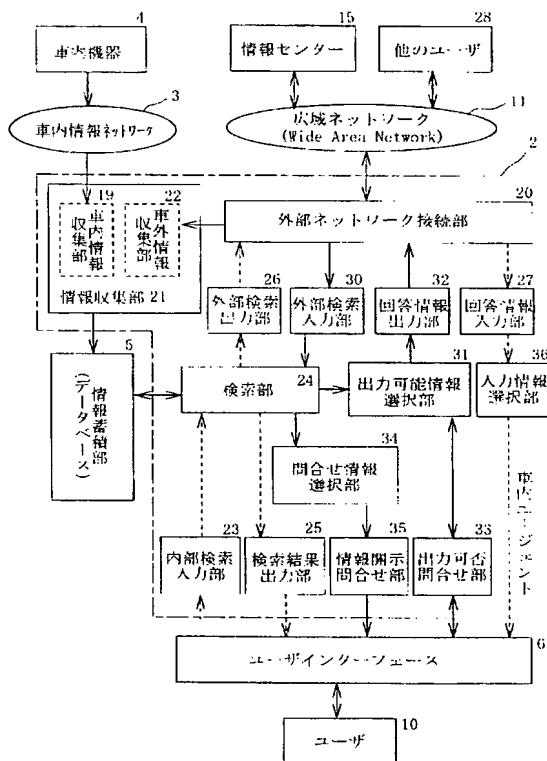 4
15
28
車内機器
情報センター
他のユーザ
3
11
車内情報ネットワーク
広域ネットワーク
(Wide Area Network)
2
19
22
20
車内情報
収集部
車外情報
収集部
外部ネットワーク接続部
情報収集部 21
26
30
32
27
外部検索
出力部
外部検索
入力部
回答情報
出力部
回答情報
入力部
5
24
31
36
情報蓄積部
(データベース)
検索部
出力可能情報
選択部
入力情報
選択部
34
問合せ情報
選択部
車内エージェント
23
25
35
33
内部検索
入力部
検索結果
出力部
情報開示
問合せ部
出力可否
問合せ部
6
ユーザインターフェース
10
ユーザ